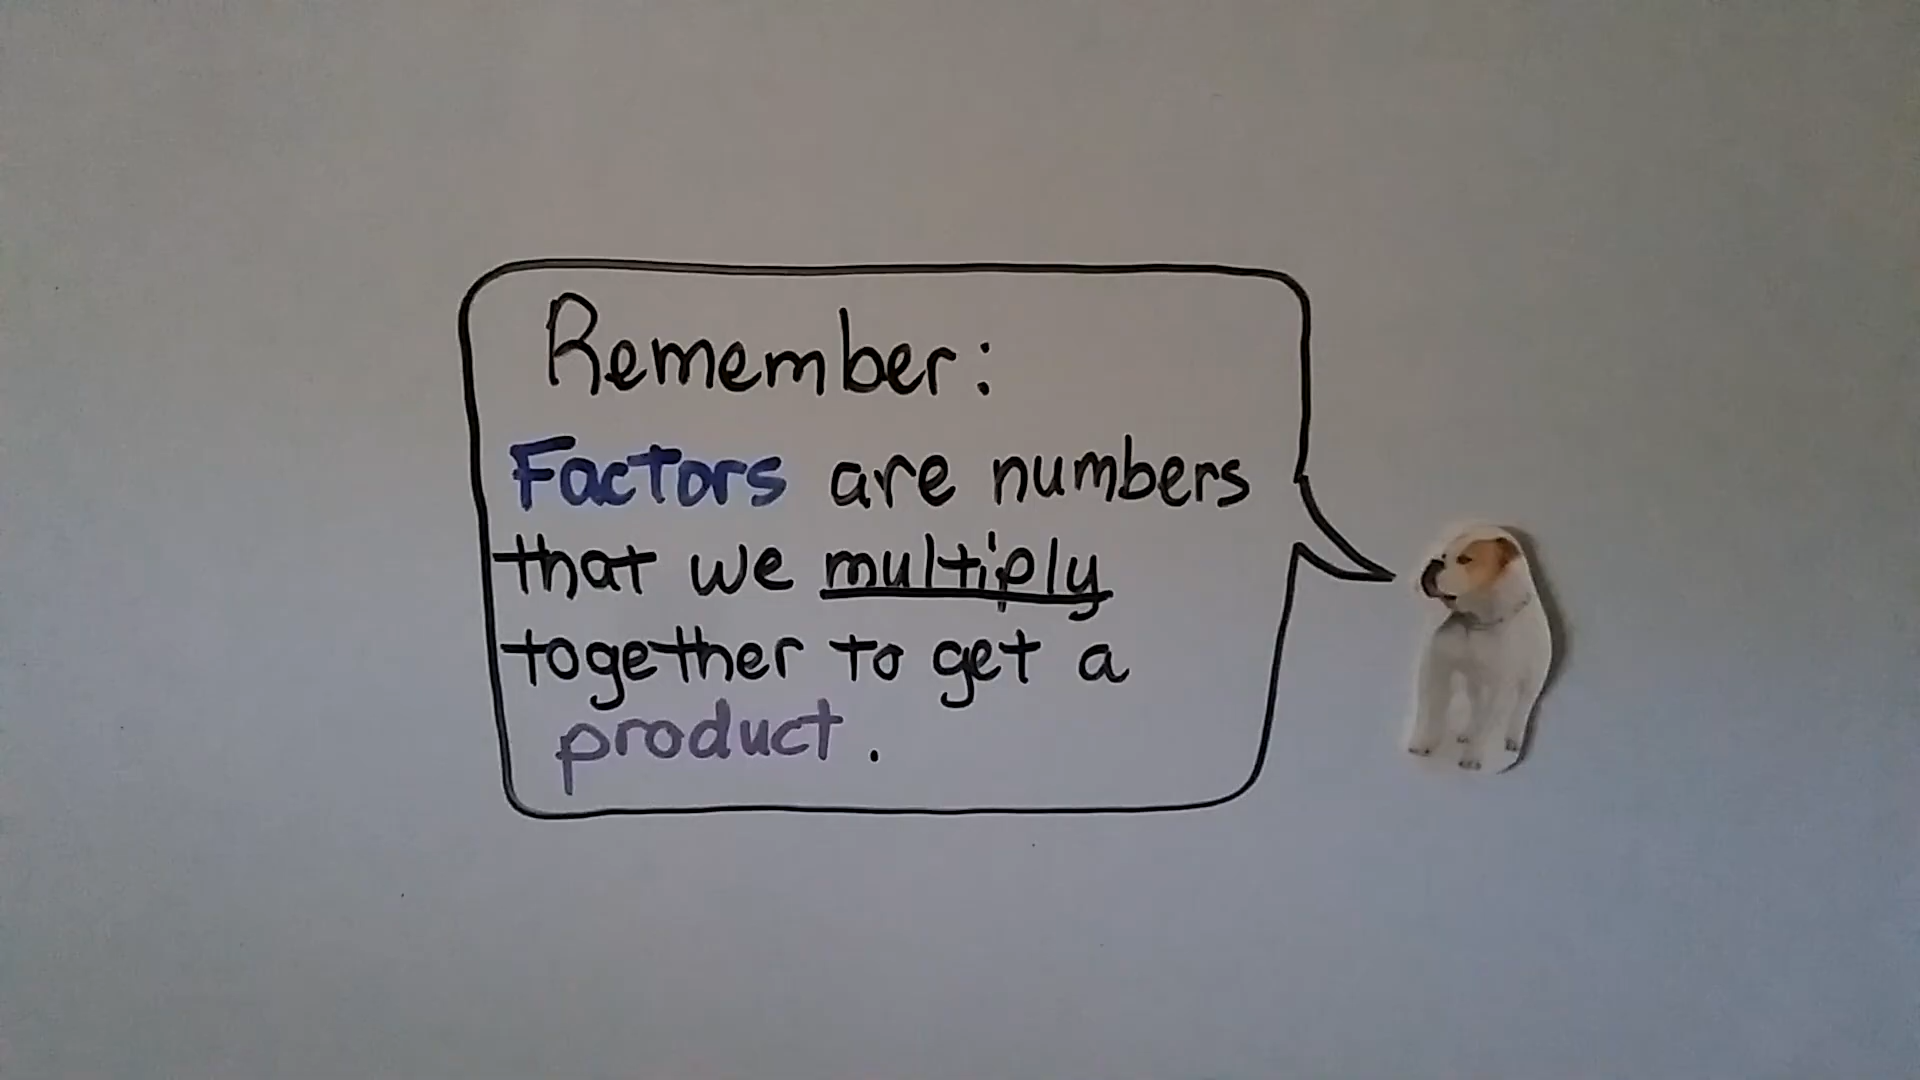 Remember:
Factors are numbers
that we multiply
together to get a
product.